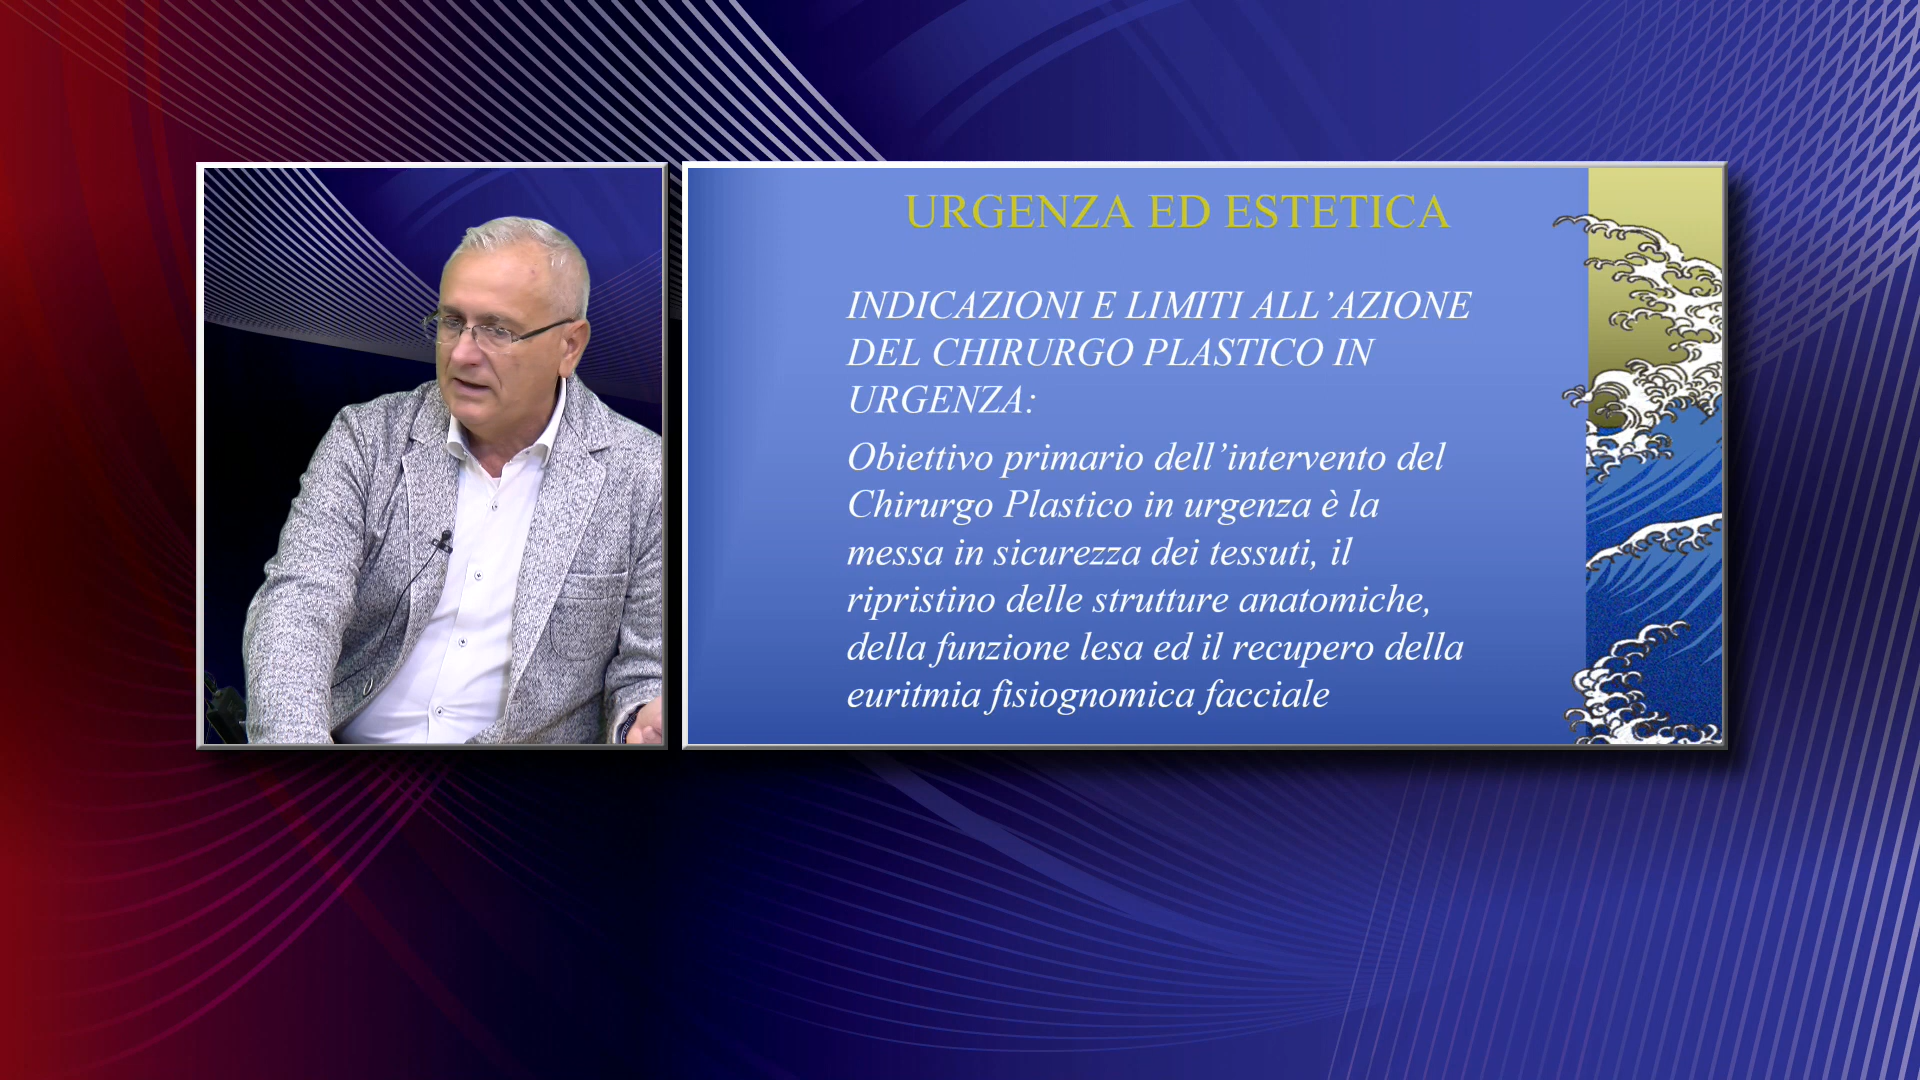 URGENZA ED ESTETICA
INDICAZIONI E LIMITI ALL’AZIONE
DEL CHIRURGO PLASTICO IN
URGENZA:
Obiettivo primario dell’intervento del
Chirurgo Plastico in urgenza è la
messa in sicurezza dei tessuti, il
ripristino delle strutture anatomiche,
della funzione lesa ed il recupero della
euritmia fisiognomica facciale